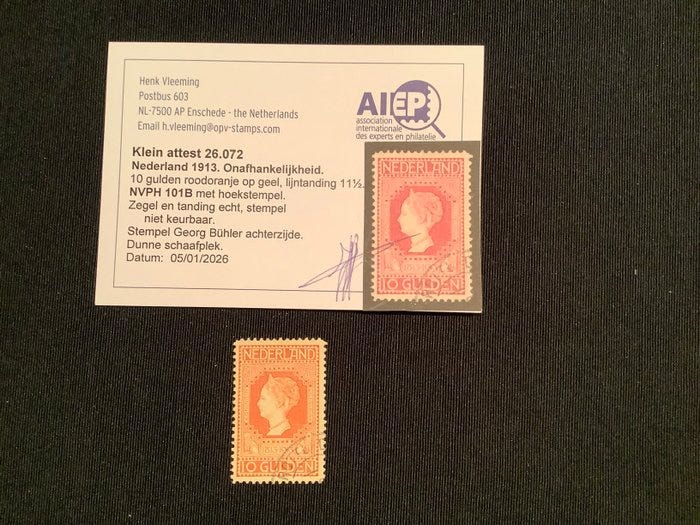 Henk Vleeming
Postbus 603
NL-7500 AP Enschede - the Netherlands
Email h.vleeming@opv-stamps.com
AIEP
association
internationale
des experts en philatelie
Klein attest 26.072
Nederland 1913. Onafhankelijkheid.
10 gulden roodoranje op geel, lijntanding 11½.
NVPH 101B met hoekstempel.
Zegel en tanding echt, stempel
niet keurbaar.
Stempel Georg Bühler achterzijde.
Dunne schaafplek.
Datum: 05/01/2026
NEDERLAND
10 GULDEN
NEDERLAND
10 GULDEN